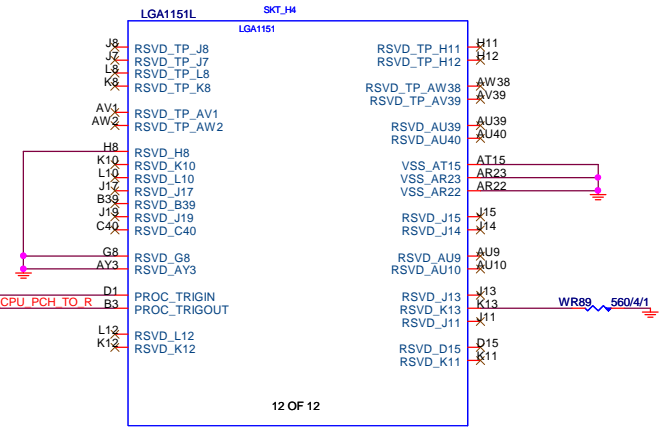 LGA1151L SKT_H4
LGA1151
J8 RSVD_TP_J8 RSVD_TP_H11 H11
J7 RSVD_TP_J7 RSVD_TP_H12 H12
L8 RSVD_TP_L8
K8 RSVD_TP_K8 RSVD_TP_AW38 AW38
RSVD_TP_AV39 AV39
AV1 RSVD_TP_AV1
AW2 RSVD_TP_AW2 RSVD_AU39 AU39
RSVD_AU40 AU40
H8 RSVD_H8
K10 RSVD_K10 VSS_AT15 AT15
L10 RSVD_L10 VSS_AR23 AR23
J17 RSVD_J17 VSS_AR22 AR22
B39 RSVD_B39
J19 RSVD_J19 RSVD_J15 J15
C40 RSVD_C40 RSVD_J14 J14
G8 RSVD_G8 RSVD_AU9 AU9
AY3 RSVD_AY3 RSVD_AU10 AU10
D1 PROC_TRIGIN RSVD_J13 J13
CPU_PCH_TO_R B3 PROC_TRIGOUT RSVD_K13 K13 WR89 560/4/1
RSVD_J11 J11
L12 RSVD_L12
K12 RSVD_K12 RSVD_D15 D15
RSVD_K11 K11
12 OF 12